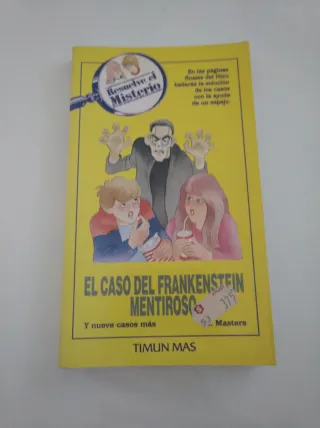 Resuelve el
Misterio
En las páginas
finales del libro
hallarás la solución
de los casos
con la ayuda
de un espejo.
EL CASO DEL FRANKENSTEIN
MENTIROSO
Y nueve casos más
Masters
TIMUN MAS